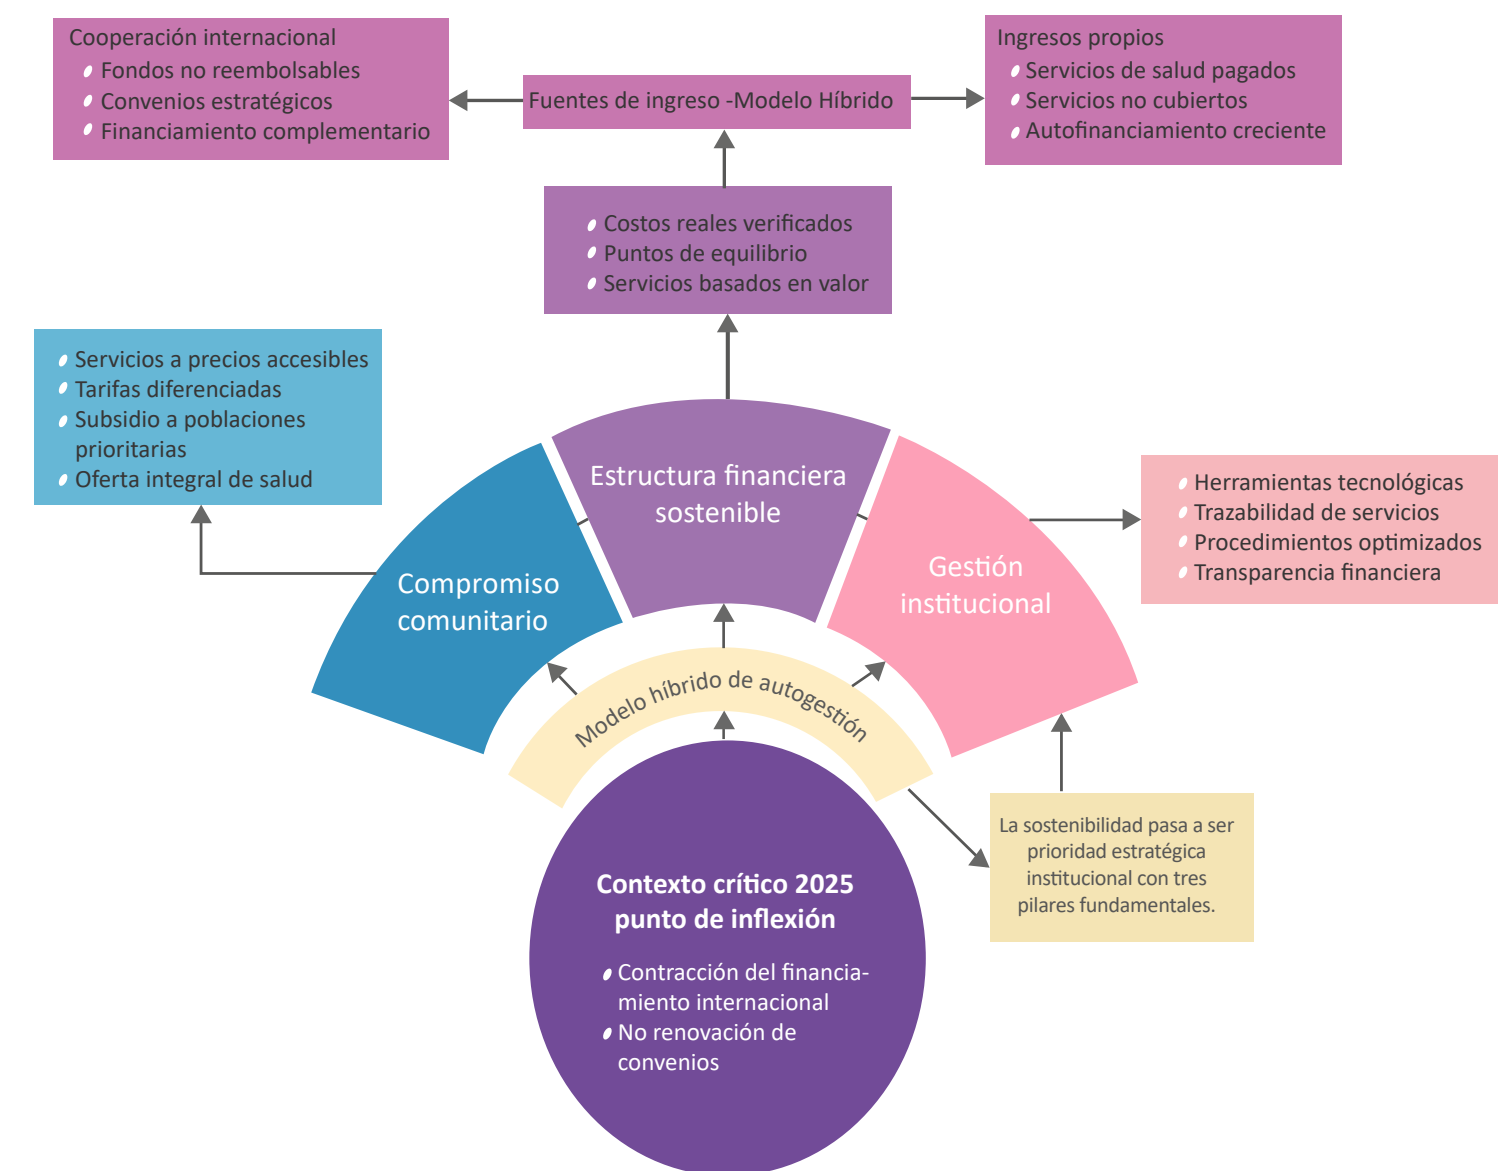 Cooperación internacional
Fondos no reembolsables
Convenios estratégicos
Financiamiento complementario
Fuentes de ingreso -Modelo Híbrido
Ingresos propios
Servicios de salud pagados
Servicios no cubiertos
Autofinanciamiento creciente
Costos reales verificados
Puntos de equilibrio
Servicios basados en valor
Servicios a precios accesibles
Tarifas diferenciadas
Subsidio a poblaciones
prioritarias
Oferta integral de salud
Estructura financiera
sostenible
Herramientas tecnológicas
Trazabilidad de servicios
Procedimientos optimizados
Transparencia financiera
Compromiso
comunitario
Gestión
institucional
Modelo híbrido de autogestión
La sostenibilidad pasa a ser
prioridad estratégica
institucional con tres
pilares fundamentales.
Contexto crítico 2025
punto de inflexión
Contracción del financia-
miento internacional
No renovación de
convenios